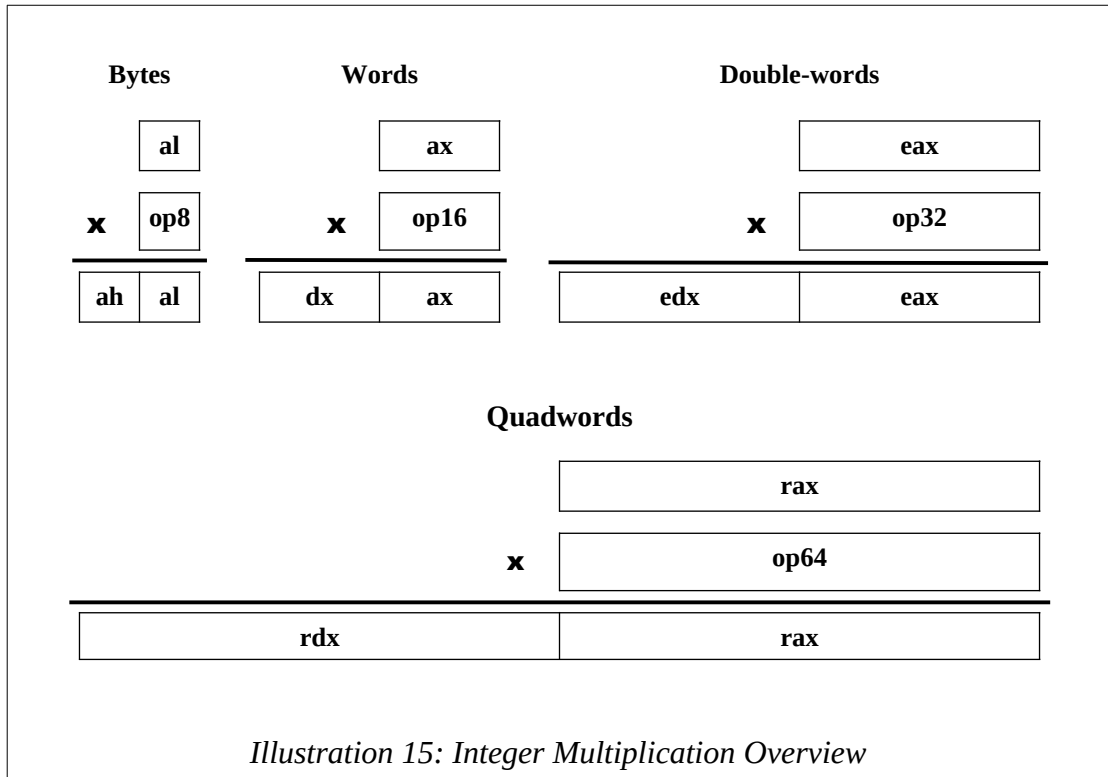 Bytes Words Double-words
al ax eax
x op8 x op16 x op32
ah al dx ax edx eax
Quadwords
rax
x op64
rdx rax
Illustration 15: Integer Multiplication Overview